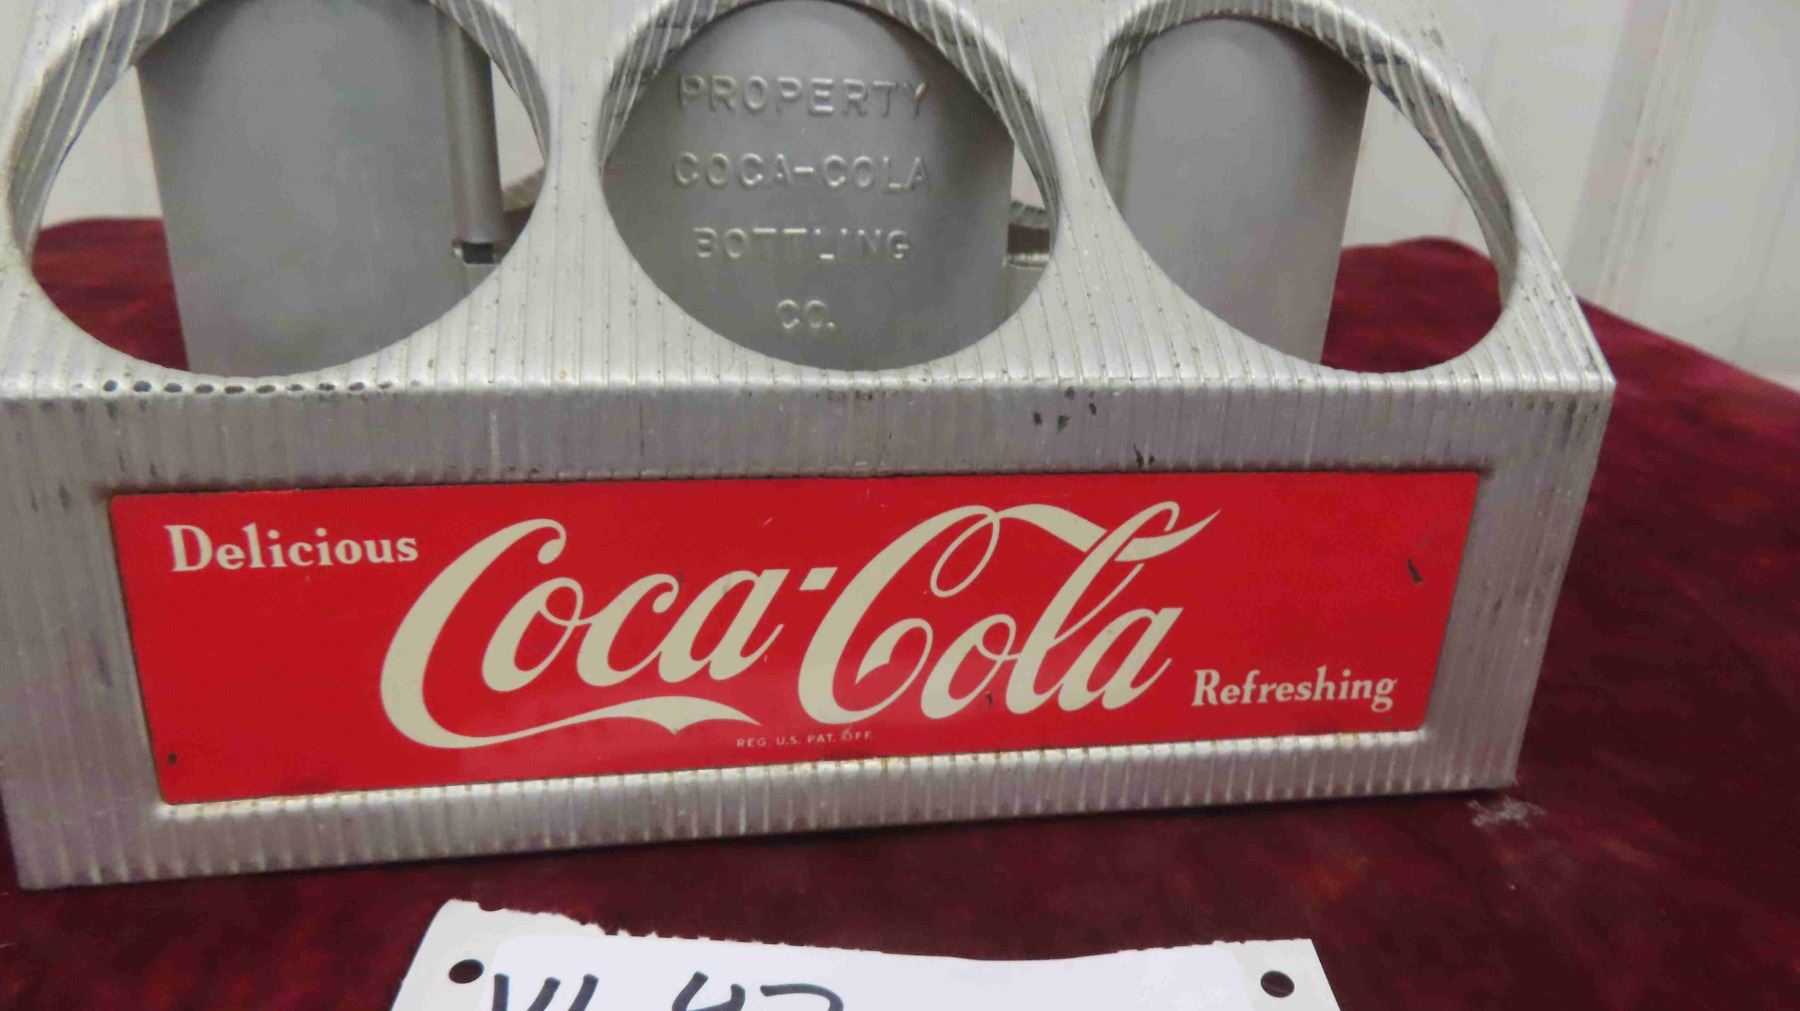 PROPERTY
COCA-COLA
BOTTLING
CO.
Delicious
Coca-Cola
Refreshing
REG. U.S. PAT. OFF.